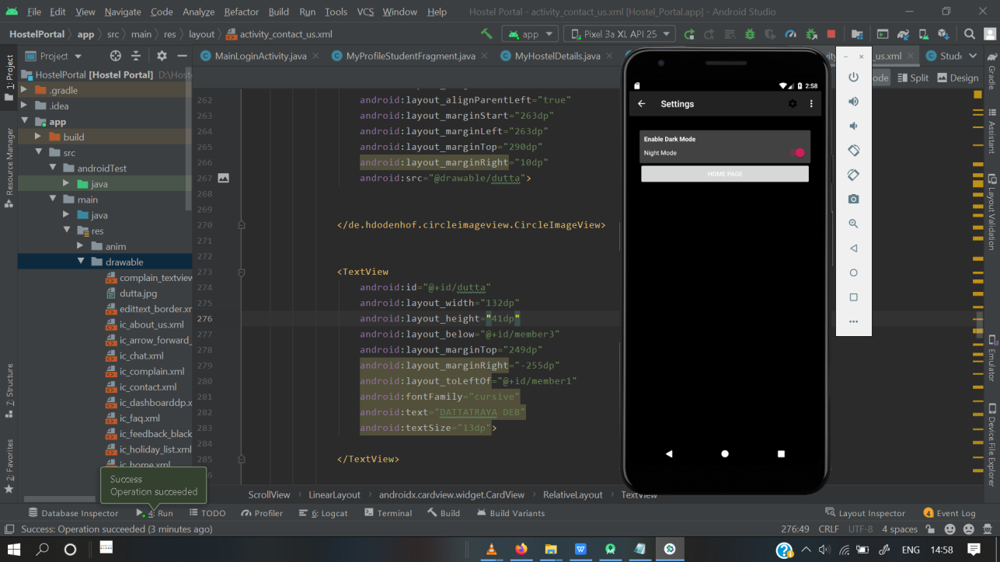 File Edit View Navigate Code Analyze Refactor Build Run Tools VCS Window Help Hostel Portal - activity_contact_us.xml [Hostel_Portal.app] - Android Studio
HostelPortal app src main res layout activity_contact_us.xml app Pixel 3a XL API 25
Project MainLoginActivity.java MyProfileStudentFragment.java MyHostelDetails.java _us.xml Stude
Split Design
1: Project
Resource Manager
7: Structure
2: Favorites
HostelPortal [Hostel Portal] D:\Host
.gradle
.idea
app
build
src
androidTest
java
main
java
res
anim
drawable
complain_textview
dutta.jpg
edittext_border.xr
ic_about_us.xml
ic_arrow_forward_
ic_chat.xml
ic_complain.xml
ic_contact.xml
ic_dashboarddp.x
ic_faq.xml
ic_feedback_black
ic_holiday_list.xml
ic_home.xml
262 android:layout_alignParentLeft="true"
263 android:layout_marginStart="263dp"
264 android:layout_marginLeft="263dp"
265 android:layout_marginTop="290dp"
266 android:layout_marginRight="10dp"
267 android:src="@drawable/dutta">
268
269
270 </de.hdodenhof.circleimageview.CircleImageView>
271
272
273 <TextView
274 android:id="@+id/dutta"
275 android:layout_width="132dp"
276 android:layout_height="41dp"
277 android:layout_below="@+id/member3"
278 android:layout_marginTop="249dp"
279 android:layout_marginRight="-255dp"
280 android:layout_toLeftOf="@+id/member1"
281 android:fontFamily="cursive"
282 android:text="DATTATRAYA DEB"
283 android:textSize="13dp">
284
285 </TextView>
2:58
Settings
Enable Dark Mode
Night Mode
HOME PAGE
Gradle
Assistant
Layout Validation
Emulator
Device File Explorer
Success
Operation succeeded
ScrollView LinearLayout androidx.cardview.widget.CardView RelativeLayout TextView
Database Inspector 4: Run TODO Profiler 6: Logcat Terminal Build Build Variants Layout Inspector 4 Event Log
Success: Operation succeeded (3 minutes ago) 276:49 CRLF UTF-8 4 spaces
ENG 14:58